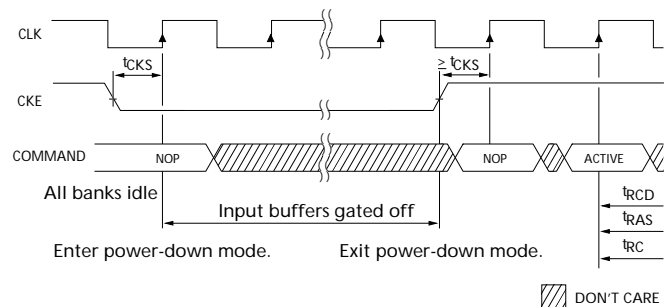 CLK
tCKS
≥ tCKS
CKE
COMMAND
NOP
NOP
ACTIVE
All banks idle
Input buffers gated off
tRCD
tRAS
tRC
Enter power-down mode.
Exit power-down mode.
DON'T CARE